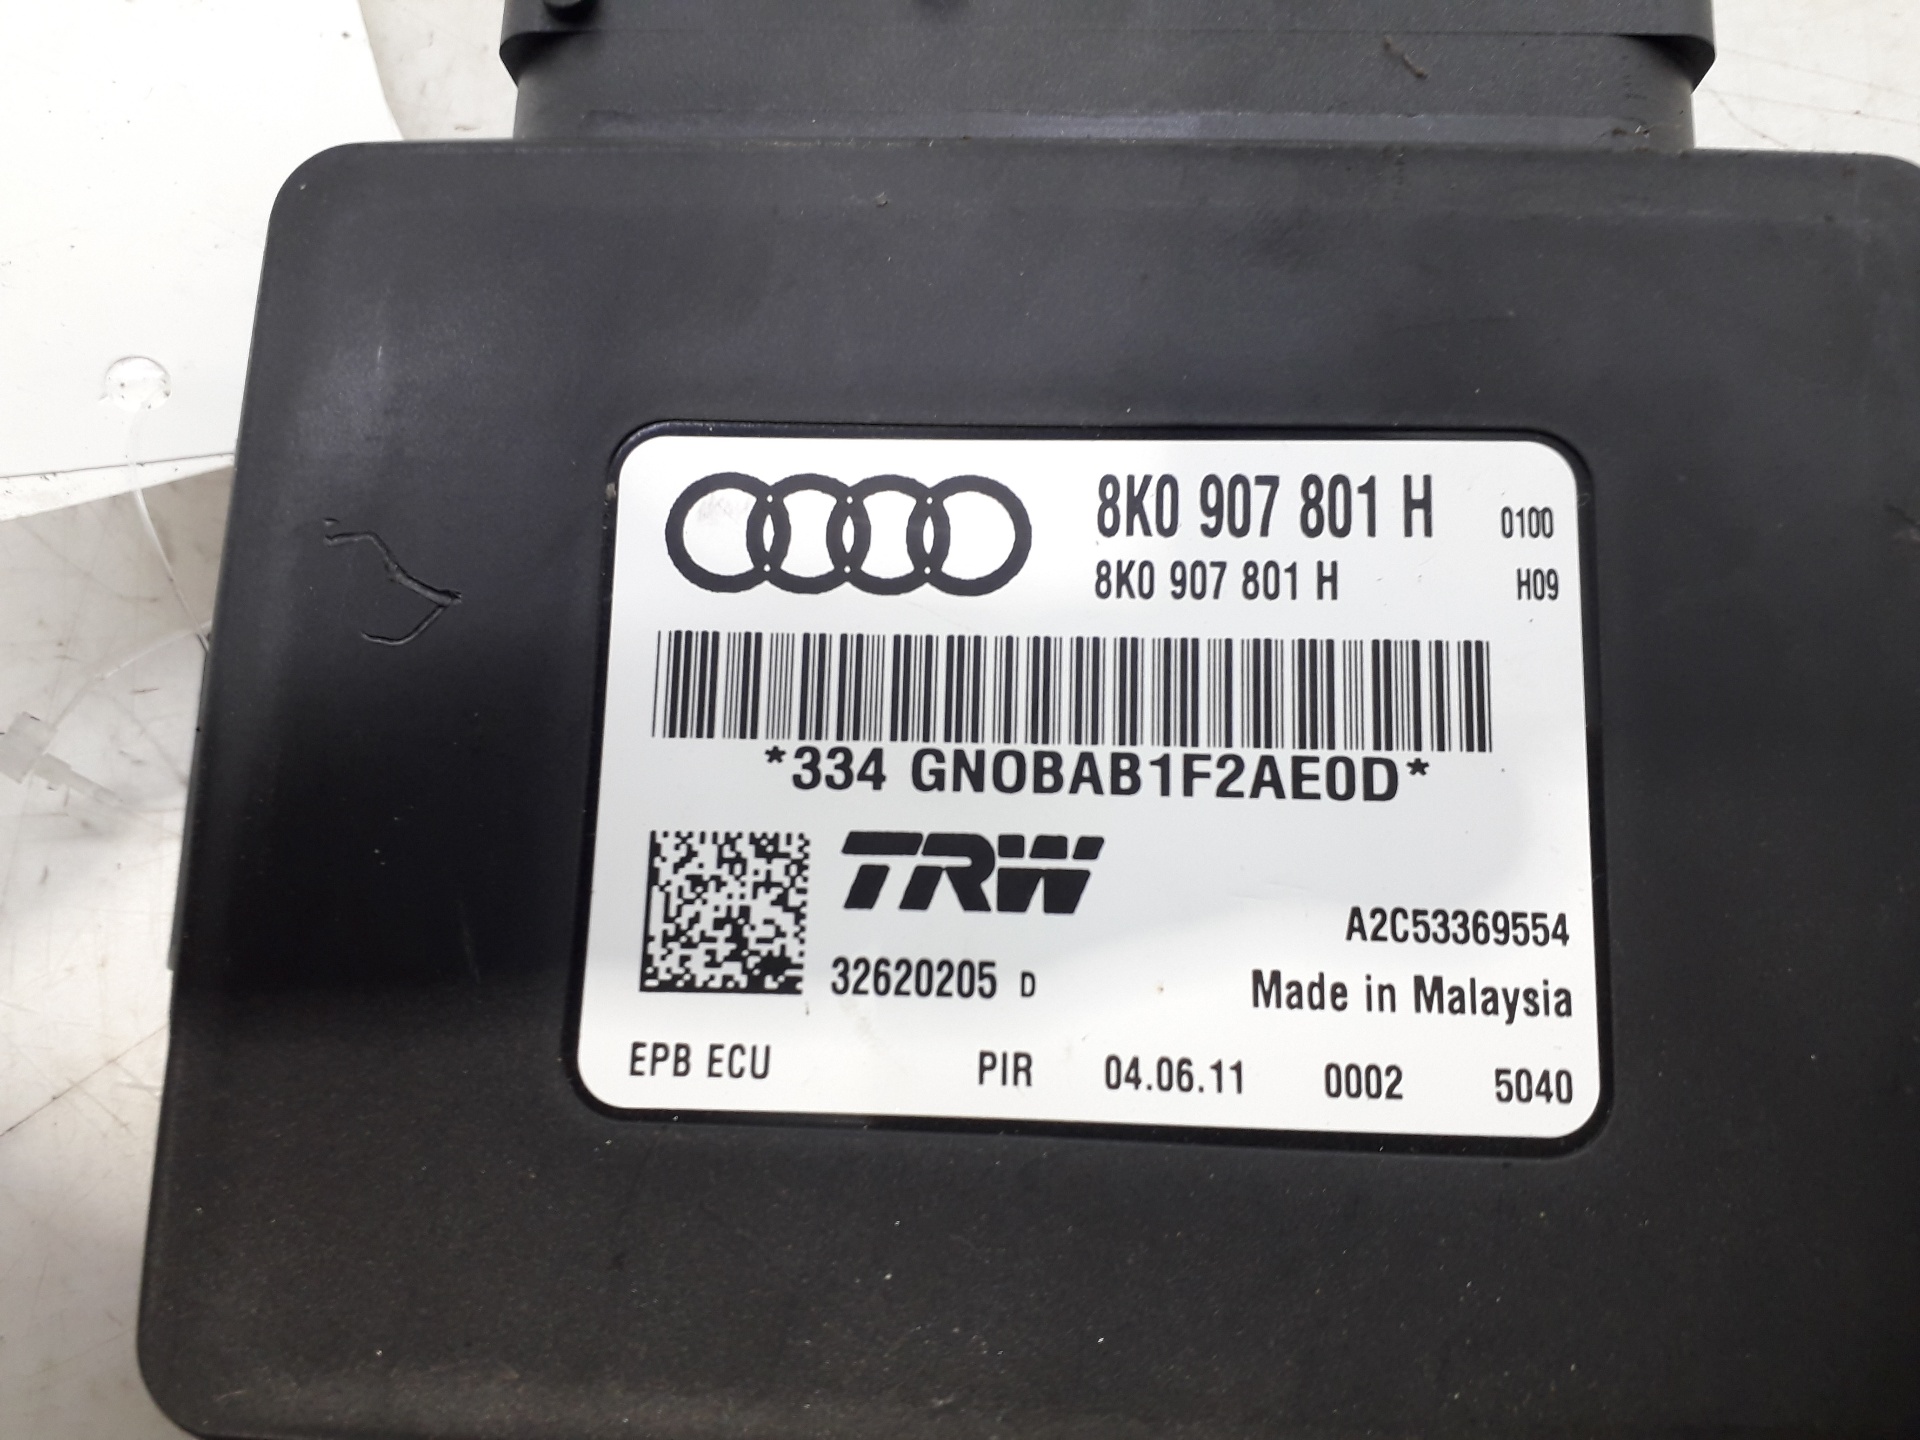 8K0 907 801 H 0100
8K0 907 801 H H09
*334 GN0BAB1F2AE0D*
TRW
A2C53369554
32620205 D
Made in Malaysia
EPB ECU PIR 04.06.11 0002 5040